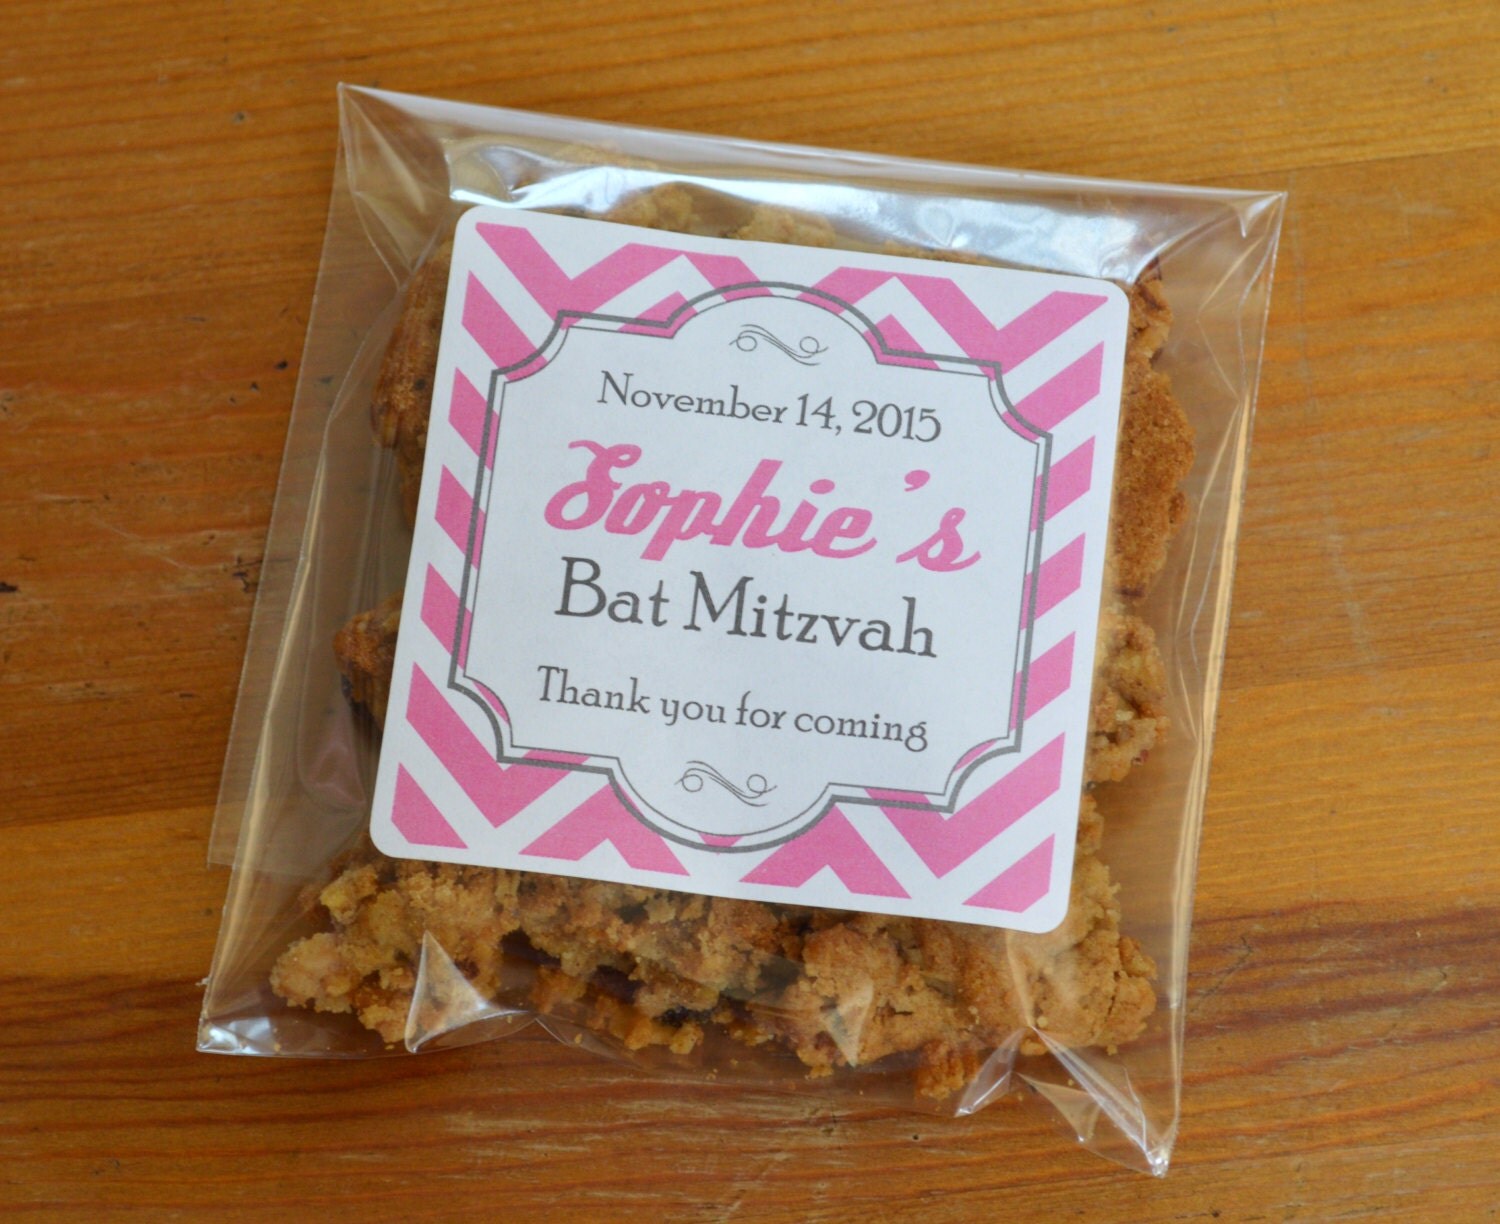 November 14, 2015
Sophie's
Bat Mitzvah
Thank you for coming